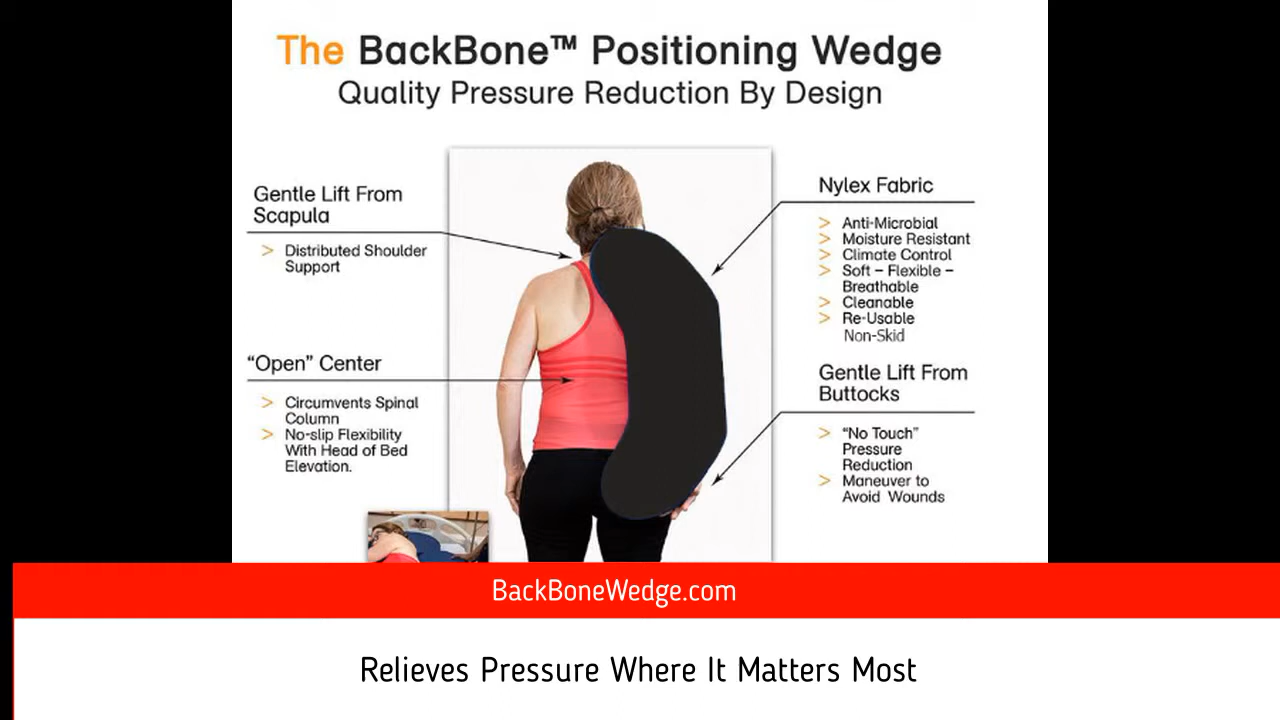 The BackBone™ Positioning Wedge
Quality Pressure Reduction By Design
Gentle Lift From
Scapula
> Distributed Shoulder
Support
"Open" Center
> Circumvents Spinal
Column
> No-slip Flexibility
With Head of Bed
Elevation.
Nylex Fabric
> Anti-Microbial
> Moisture Resistant
> Climate Control
> Soft – Flexible –
Breathable
> Cleanable
> Re-Usable
Non-Skid
Gentle Lift From
Buttocks
> "No Touch"
Pressure
Reduction
> Maneuver to
Avoid Wounds
BackBoneWedge.com
Relieves Pressure Where It Matters Most